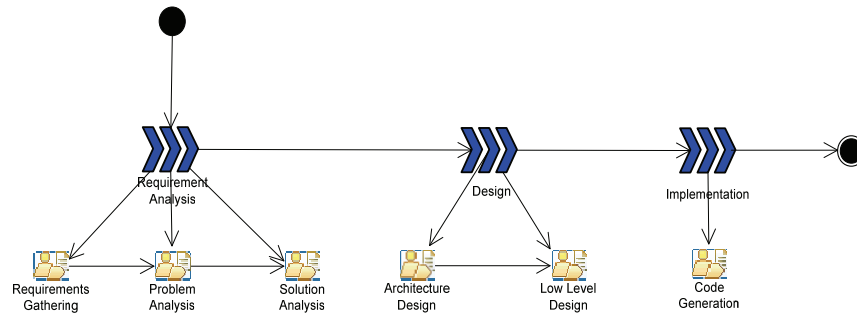 Requirement
Analysis
Design
Implementation
Requirements
Gathering
Problem
Analysis
Solution
Analysis
Architecture
Design
Low Level
Design
Code
Generation